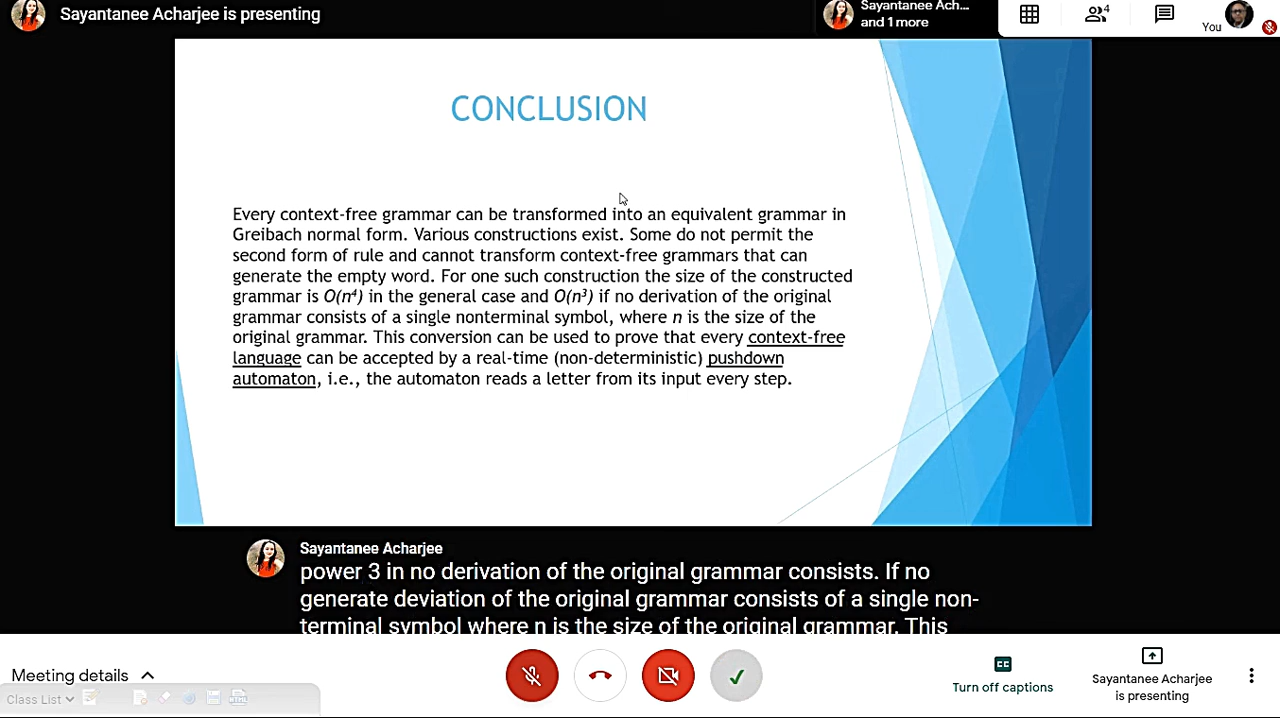 Sayantanee Acharjee is presenting
Sayantanee Ach...
and 1 more
4
You
CONCLUSION
Every context-free grammar can be transformed into an equivalent grammar in
Greibach normal form. Various constructions exist. Some do not permit the
second form of rule and cannot transform context-free grammars that can
generate the empty word. For one such construction the size of the constructed
grammar is O(n⁴) in the general case and O(n³) if no derivation of the original
grammar consists of a single nonterminal symbol, where n is the size of the
original grammar. This conversion can be used to prove that every context-free
language can be accepted by a real-time (non-deterministic) pushdown
automaton, i.e., the automaton reads a letter from its input every step.
Sayantanee Acharjee
power 3 in no derivation of the original grammar consists. If no
generate deviation of the original grammar consists of a single non-
terminal symbol where n is the size of the original grammar. This
Meeting details
Class List
CC
Turn off captions
Sayantanee Acharjee
is presenting